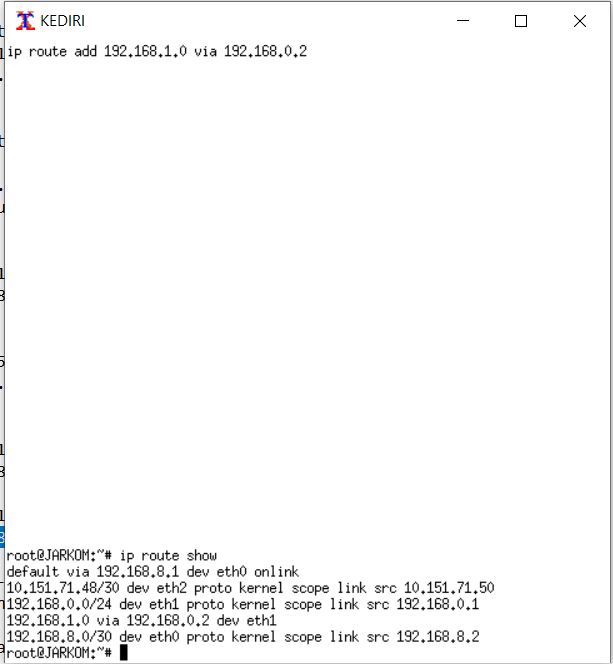 KEDIRI
ip route add 192.168.1.0 via 192.168.0.2
root@JARKOM:~# ip route show
default via 192.168.8.1 dev eth0 onlink
10.151.71.48/30 dev eth2 proto kernel scope link src 10.151.71.50
192.168.0.0/24 dev eth1 proto kernel scope link src 192.168.0.1
192.168.1.0 via 192.168.0.2 dev eth1
192.168.8.0/30 dev eth0 proto kernel scope link src 192.168.8.2
root@JARKOM:~#